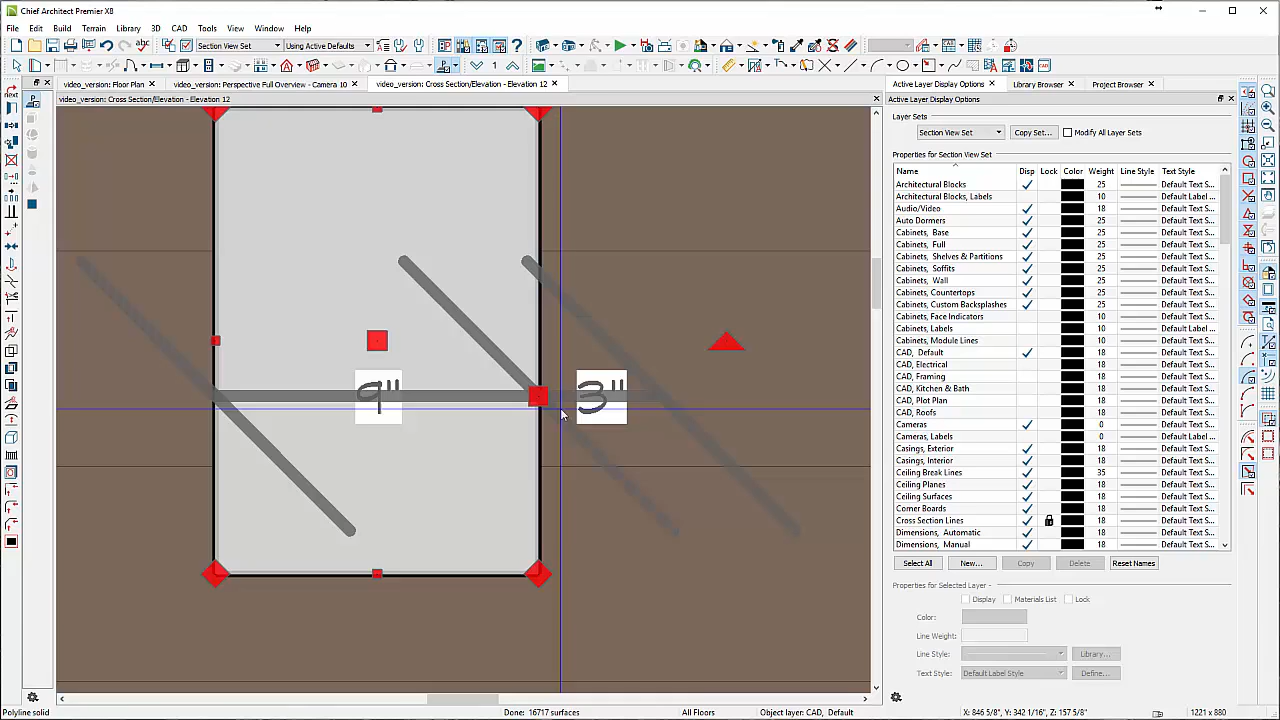 Chief Architect Premier X8
File Edit Build Terrain Library 3D CAD Tools View Window Help
Section View Set Using Active Defaults
1
video_version: Floor Plan video_version: Perspective Full Overview - Camera 10 video_version: Cross Section/Elevation - Elevation 12
Active Layer Display Options Library Browser Project Browser
video_version: Cross Section/Elevation - Elevation 12
Active Layer Display Options
Layer Sets
Section View Set Copy Set... Modify All Layer Sets
Properties for Section View Set
Name Disp Lock Color Weight Line Style Text Style
Architectural Blocks 25 Default Text S...
Architectural Blocks, Labels 10 Default Label ...
Audio/Video 18 Default Text S...
Auto Dormers 25 Default Text S...
Cabinets, Base 25 Default Text S...
Cabinets, Full 25 Default Text S...
Cabinets, Shelves & Partitions 25 Default Text S...
Cabinets, Soffits 25 Default Text S...
Cabinets, Wall 25 Default Text S...
Cabinets, Countertops 25 Default Text S...
Cabinets, Custom Backsplashes 25 Default Text S...
Cabinets, Face Indicators 10 Default Text S...
Cabinets, Labels 10 Default Text S...
Cabinets, Module Lines 10 Default Text S...
CAD, Default 18 Default Text S...
CAD, Electrical 18 Default Text S...
CAD, Framing 18 Default Text S...
CAD, Kitchen & Bath 18 Default Text S...
CAD, Plot Plan 18 Default Text S...
CAD, Roofs 18 Default Text S...
Cameras 0 Default Text S...
Cameras, Labels 0 Default Label ...
Casings, Exterior 18 Default Text S...
Casings, Interior 18 Default Text S...
Ceiling Break Lines 35 Default Text S...
Ceiling Planes 18 Default Text S...
Ceiling Surfaces 18 Default Text S...
Corner Boards 18 Default Text S...
Cross Section Lines 18 Default Text S...
Dimensions, Automatic 18 Default Text S...
Dimensions, Manual 18 Default Text S...
9" 3"
Select All New... Copy Delete Reset Names
Properties for Selected Layer -
Display Materials List Lock
Color:
Line Weight:
Line Style: Library...
Text Style: Default Label Style Define...
Polyline solid Done: 16717 surfaces All Floors Object layer: CAD, Default X: 846 5/8", Y: 342 1/16", Z: 157 5/8" 1221 x 880